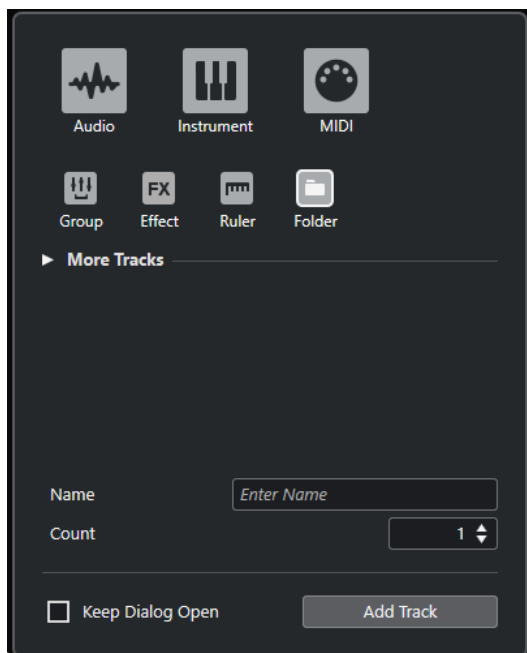 Audio Instrument MIDI
FX
Group Effect Ruler Folder
More Tracks
Name Enter Name
Count 1
Keep Dialog Open Add Track